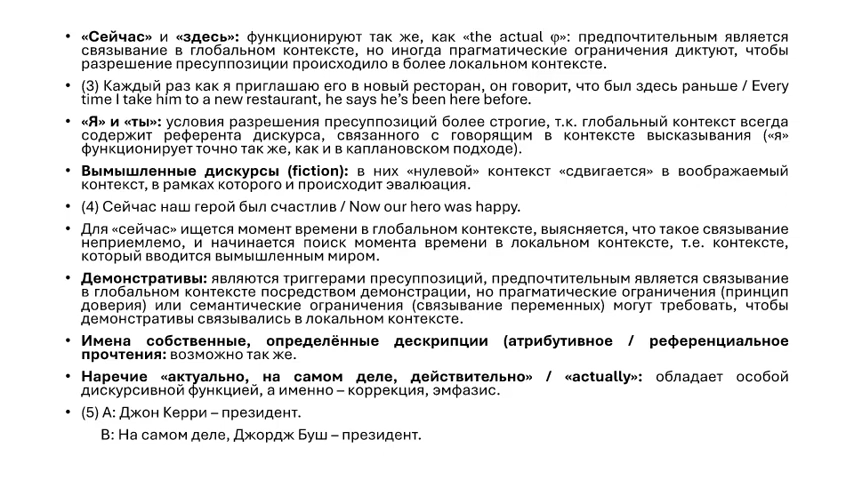 • «Сейчас» и «здесь»: функционируют так же, как «the actual φ»: предпочтительным является
связывание в глобальном контексте, но иногда прагматические ограничения диктуют, чтобы
разрешение пресуппозиции происходило в более локальном контексте.
• (3) Каждый раз как я приглашаю его в новый ресторан, он говорит, что был здесь раньше / Every
time I take him to a new restaurant, he says he’s been here before.
• «Я» и «ты»: условия разрешения пресуппозиций более строгие, т.к. глобальный контекст всегда
содержит референта дискурса, связанного с говорящим в контексте высказывания («я»
функционирует точно так же, как и в каплановском подходе).
• Вымышленные дискурсы (fiction): в них «нулевой» контекст «сдвигается» в воображаемый
контекст, в рамках которого и происходит эвалюация.
• (4) Сейчас наш герой был счастлив / Now our hero was happy.
• Для «сейчас» ищется момент времени в глобальном контексте, выясняется, что такое связывание
неприемлемо, и начинается поиск момента времени в локальном контексте, т.е. контексте,
который вводится вымышленным миром.
• Демонстративы: являются триггерами пресуппозиций, предпочтительным является связывание
в глобальном контексте посредством демонстрации, но прагматические ограничения (принцип
доверия) или семантические ограничения (связывание переменных) могут требовать, чтобы
демонстративы связывались в локальном контексте.
• Имена собственные, определённые дескрипции (атрибутивное / референциальное
прочтения: возможно так же.
• Наречие «актуально, на самом деле, действительно» / «actually»: обладает особой
дискурсивной функцией, а именно – коррекция, эмфазис.
• (5) A: Джон Керри – президент.
B: На самом деле, Джордж Буш – президент.